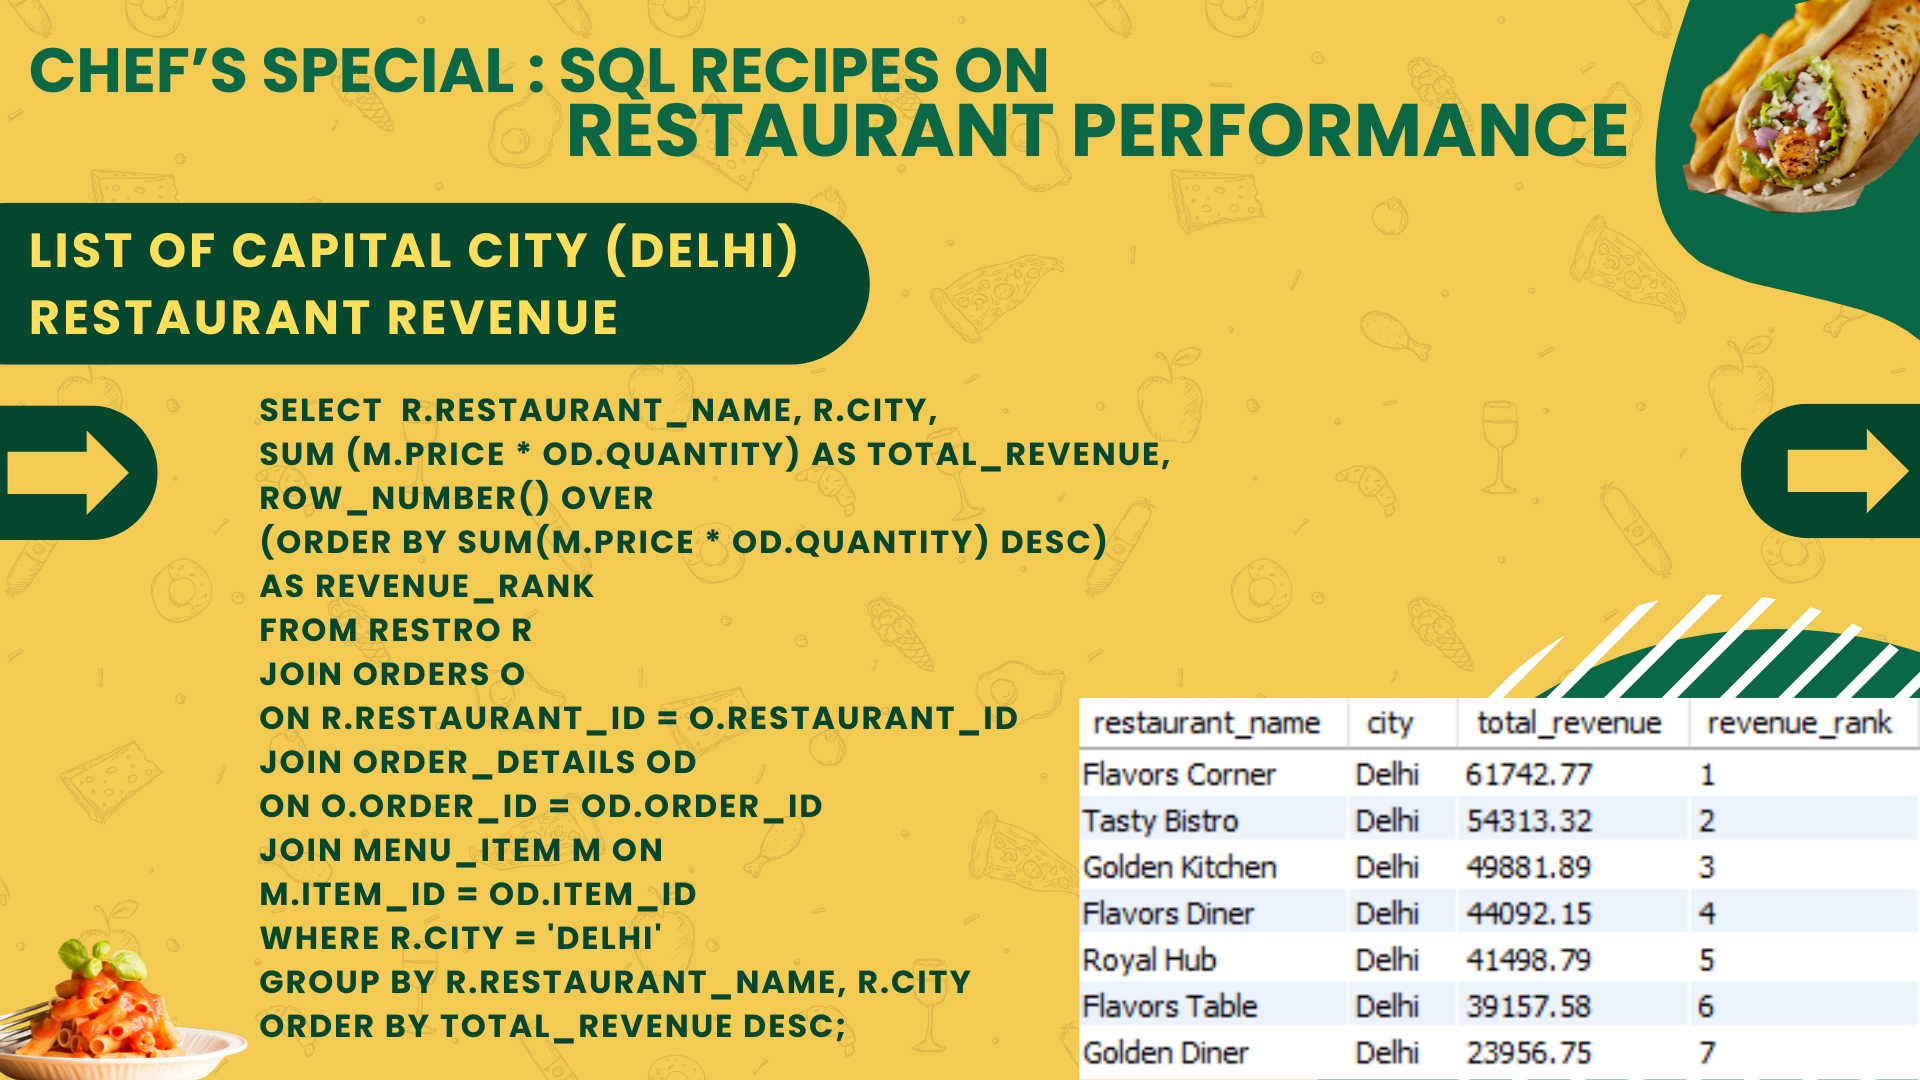 CHEF’S SPECIAL : SQL RECIPES ON
RESTAURANT PERFORMANCE
LIST OF CAPITAL CITY (DELHI)
RESTAURANT REVENUE
SELECT  R.RESTAURANT_NAME, R.CITY,
SUM (M.PRICE * OD.QUANTITY) AS TOTAL_REVENUE,
ROW_NUMBER() OVER
(ORDER BY SUM(M.PRICE * OD.QUANTITY) DESC)
AS REVENUE_RANK
FROM RESTRO R
JOIN ORDERS O
ON R.RESTAURANT_ID = O.RESTAURANT_ID
JOIN ORDER_DETAILS OD
ON O.ORDER_ID = OD.ORDER_ID
JOIN MENU_ITEM M ON
M.ITEM_ID = OD.ITEM_ID
WHERE R.CITY = 'DELHI'
GROUP BY R.RESTAURANT_NAME, R.CITY
ORDER BY TOTAL_REVENUE DESC;
restaurant_name city total_revenue revenue_rank
Flavors Corner Delhi 61742.77 1
Tasty Bistro Delhi 54313.32 2
Golden Kitchen Delhi 49881.89 3
Flavors Diner Delhi 44092.15 4
Royal Hub Delhi 41498.79 5
Flavors Table Delhi 39157.58 6
Golden Diner Delhi 23956.75 7